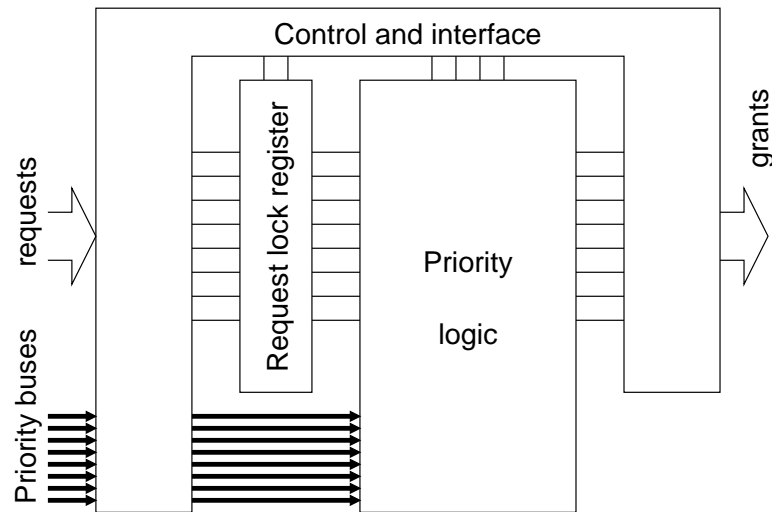 Control and interface
requests
Priority buses
Request lock register
Priority
logic
grants